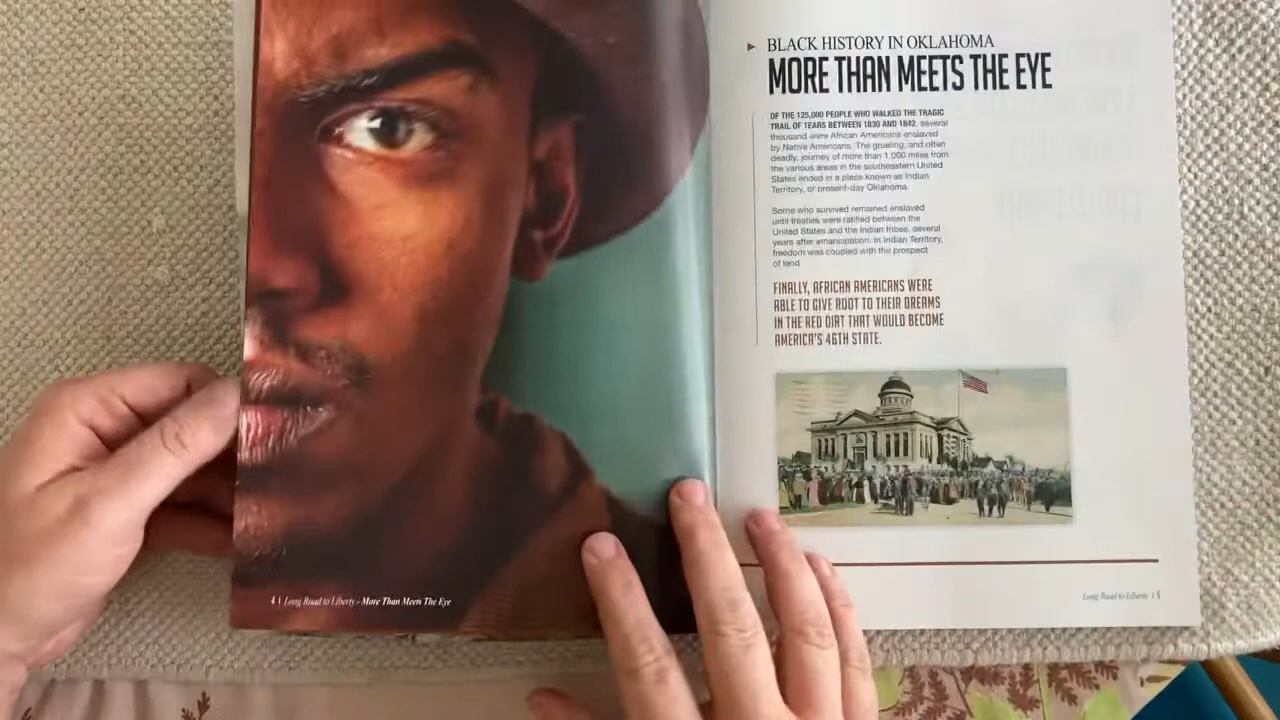 BLACK HISTORY IN OKLAHOMA
MORE THAN MEETS THE EYE
OF THE 125,000 PEOPLE WHO WALKED THE TRAGIC
TRAIL OF TEARS BETWEEN 1830 AND 1842, several
thousand were African Americans enslaved
by Native Americans. The grueling, and often
deadly, journey of more than 1,000 miles from
the various areas in the southeastern United
States ended in a place known as Indian
Territory, or present-day Oklahoma.
Some who survived remained enslaved
until treaties were ratified between the
United States and the Indian tribes, several
years after emancipation. In Indian Territory,
freedom was coupled with the prospect
of land
FINALLY, AFRICAN AMERICANS WERE
ABLE TO GIVE ROOT TO THEIR DREAMS
IN THE RED DIRT THAT WOULD BECOME
AMERICA'S 46TH STATE.
4 | Long Road to Liberty - More Than Meets The Eye
Long Road to Liberty | 5